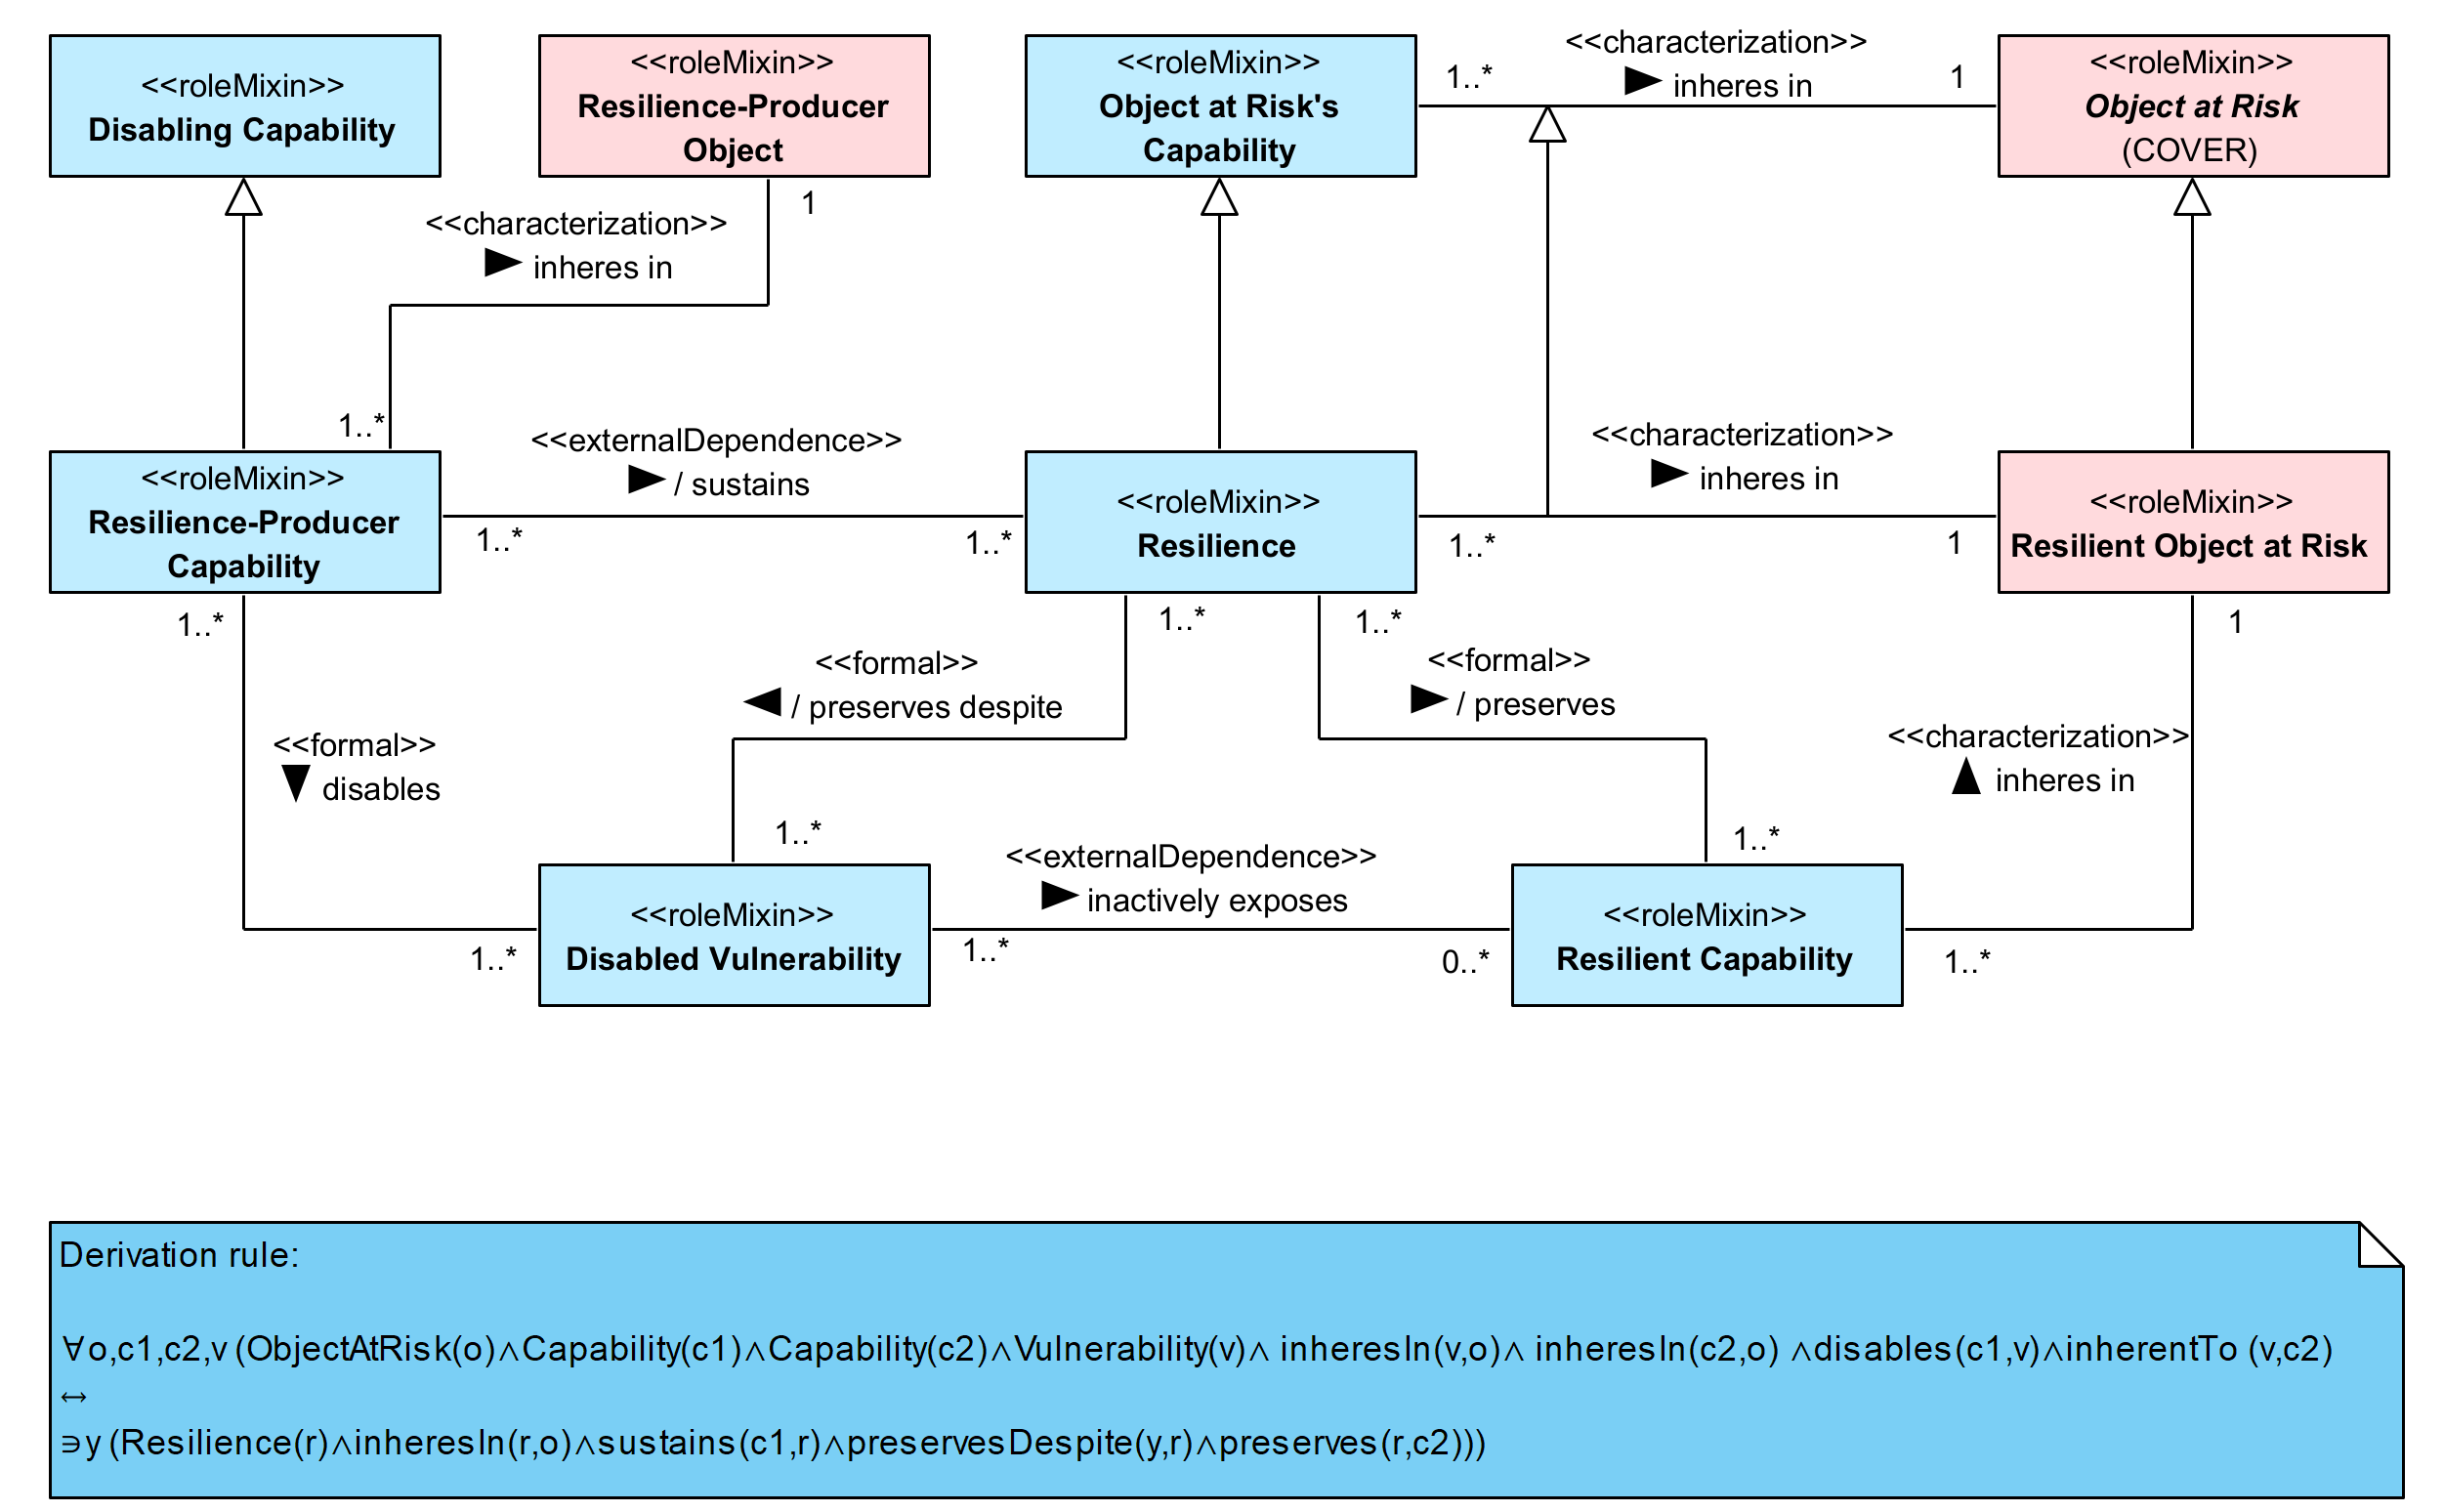 <<roleMixin>>
Disabling Capability
<<roleMixin>>
Resilience-Producer
Object
<<roleMixin>>
Object at Risk's
Capability
<<characterization>>
inheres in
1..*
1
<<roleMixin>>
Object at Risk
(COVER)
<<characterization>>
inheres in
1
1..*
<<roleMixin>>
Resilience-Producer
Capability
<<externalDependence>>
/ sustains
1..*
1..*
<<roleMixin>>
Resilience
<<characterization>>
inheres in
1..*
1
<<roleMixin>>
Resilient Object at Risk
1..*
<<formal>>
disables
1..*
1..*
<<formal>>
/ preserves despite
1..*
1..*
<<formal>>
/ preserves
1..*
1
<<characterization>>
inheres in
1..*
<<roleMixin>>
Disabled Vulnerability
<<externalDependence>>
inactively exposes
1..*
0..*
<<roleMixin>>
Resilient Capability
Derivation rule:
∀o,c1,c2,v (ObjectAtRisk(o)∧Capability(c1)∧Capability(c2)∧Vulnerability(v)∧ inheresIn(v,o)∧ inheresIn(c2,o) ∧disables(c1,v)∧inherentTo (v,c2)
↔
∋y (Resilience(r)∧inheresIn(r,o)∧sustains(c1,r)∧preservesDespite(y,r)∧preserves(r,c2)))